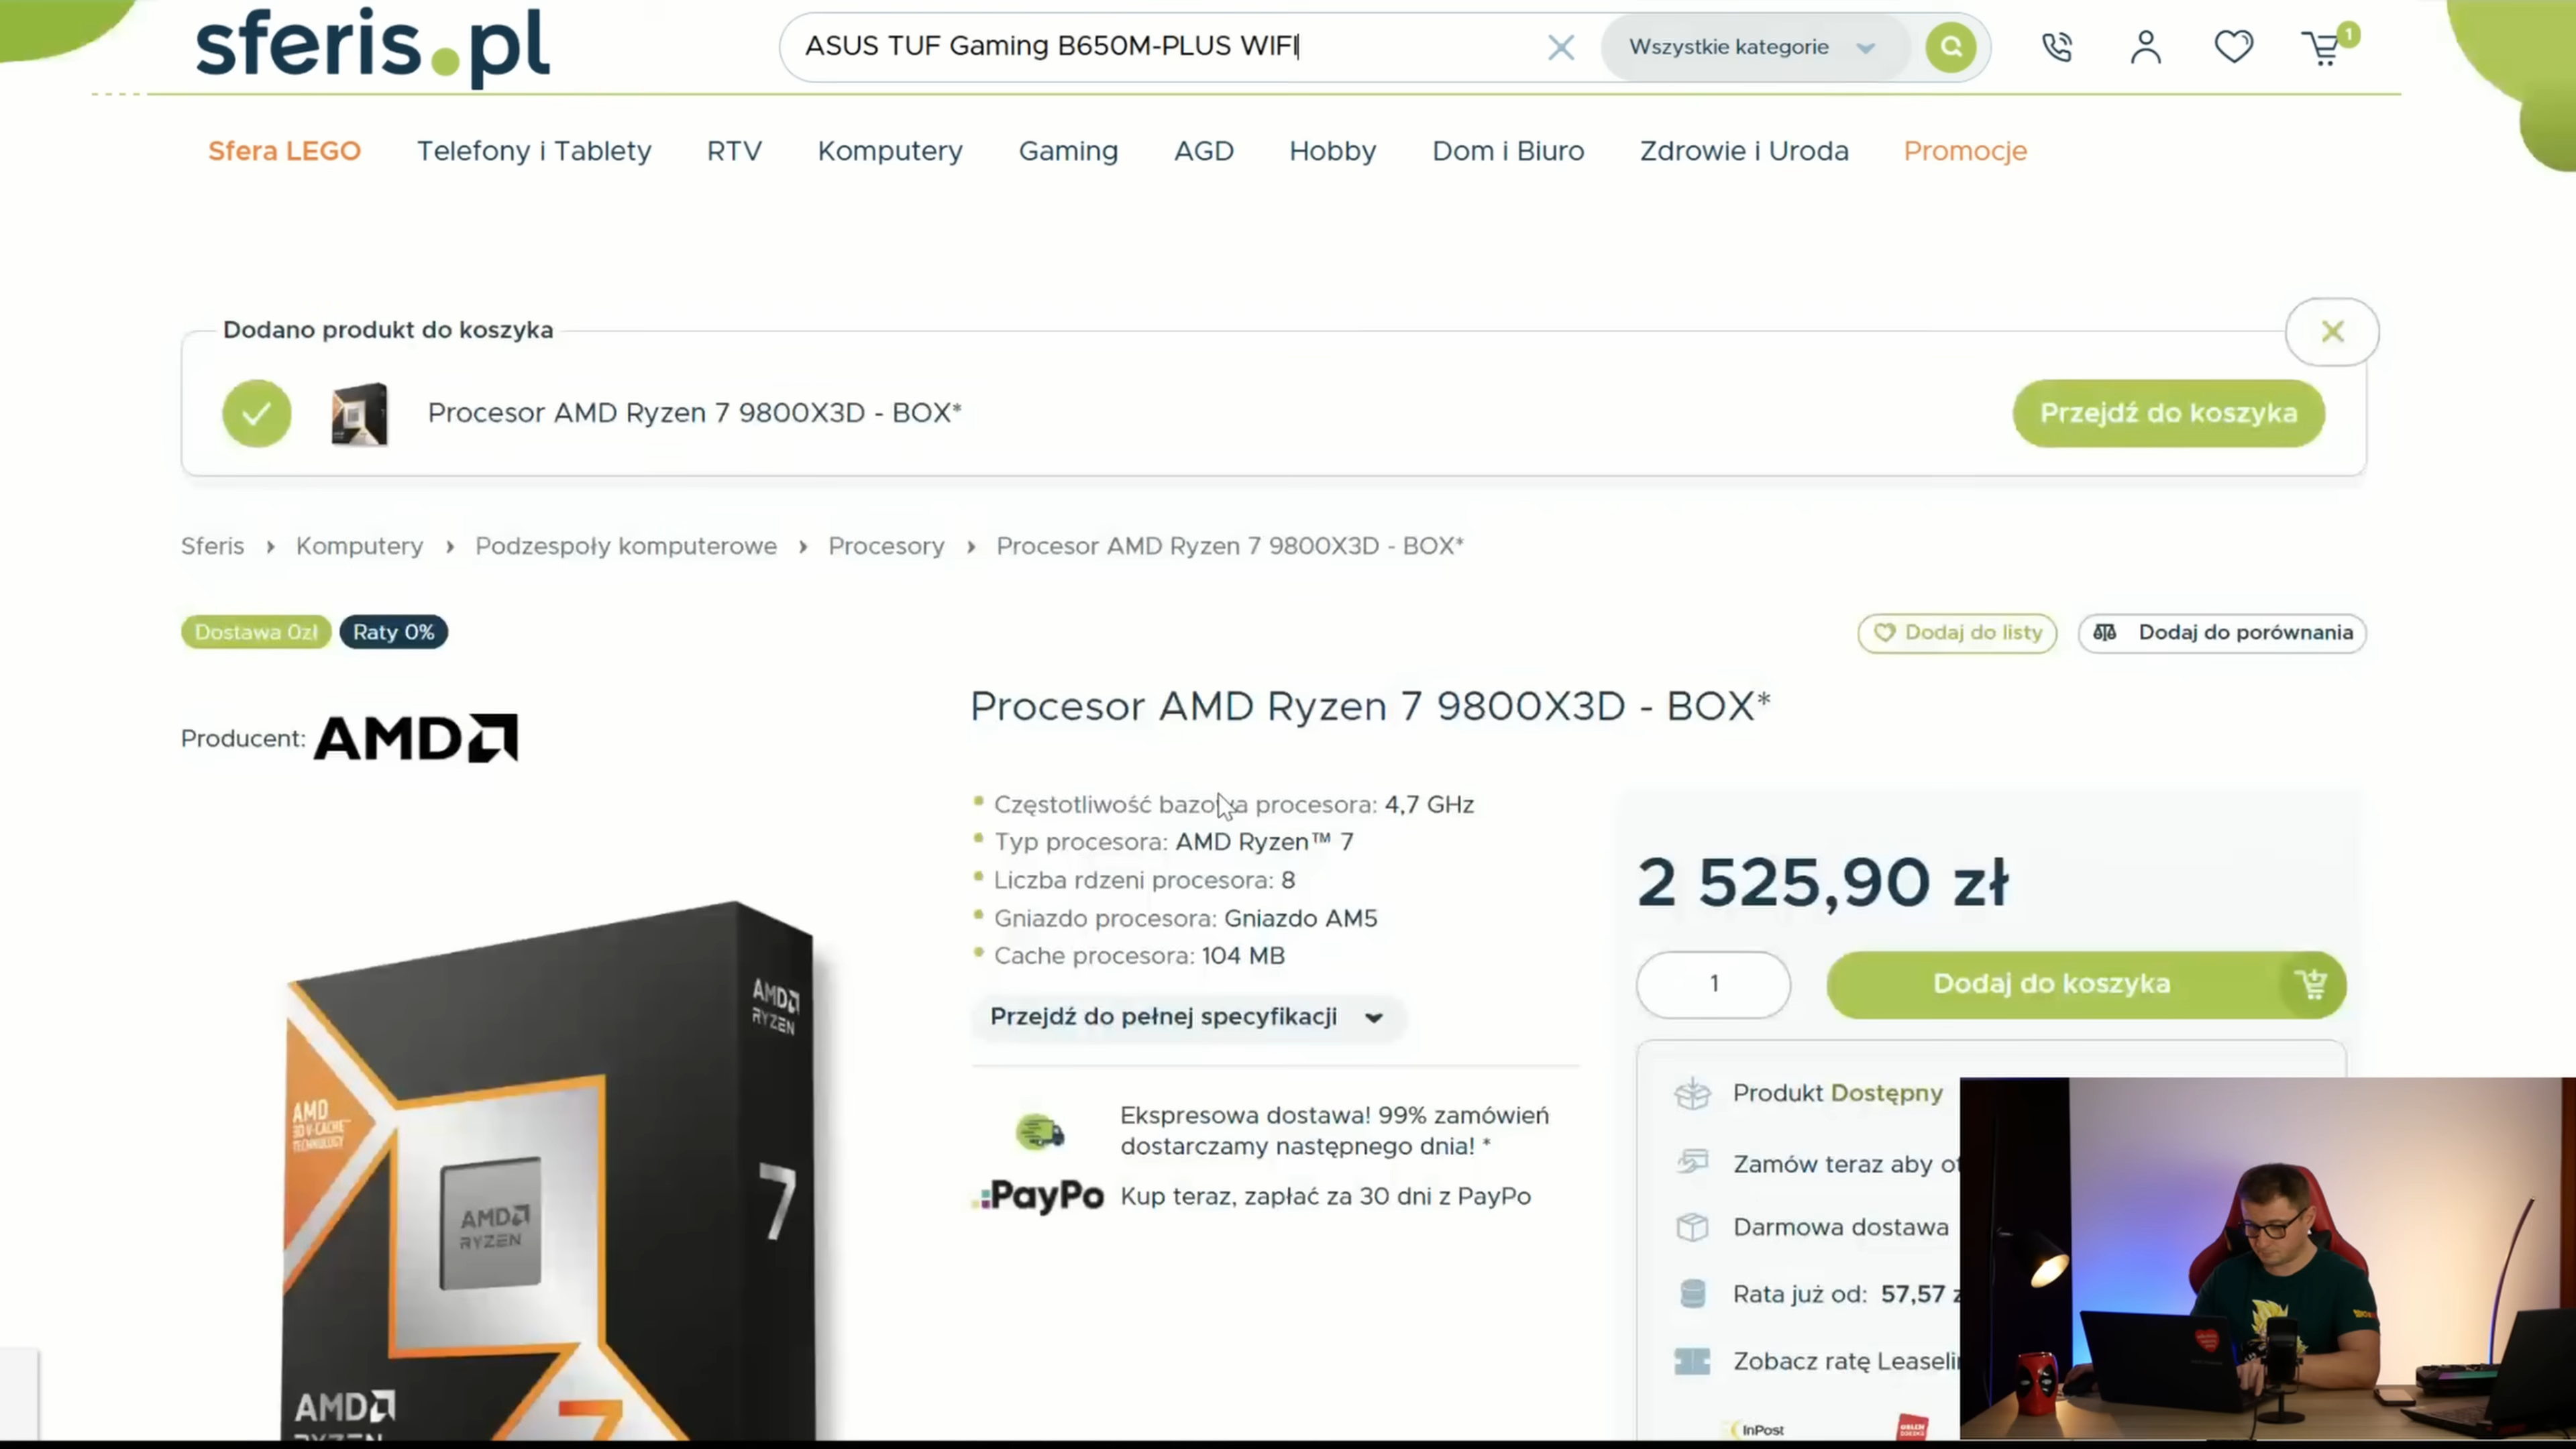 sferis.pl
ASUS TUF Gaming B650M-PLUS WIFI
Wszystkie kategorie
1
Sfera LEGO
Telefony i Tablety
RTV
Komputery
Gaming
AGD
Hobby
Dom i Biuro
Zdrowie i Uroda
Promocje
Dodano produkt do koszyka
Procesor AMD Ryzen 7 9800X3D - BOX*
Przejdź do koszyka
Sferis › Komputery › Podzespoły komputerowe › Procesory › Procesor AMD Ryzen 7 9800X3D - BOX*
Dostawa 0zł
Raty 0%
Dodaj do listy
Dodaj do porównania
Producent: AMD
Procesor AMD Ryzen 7 9800X3D - BOX*
Częstotliwość bazowa procesora: 4,7 GHz
Typ procesora: AMD Ryzen™ 7
Liczba rdzeni procesora: 8
Gniazdo procesora: Gniazdo AM5
Cache procesora: 104 MB
Przejdź do pełnej specyfikacji
Ekspresowa dostawa! 99% zamówień
dostarczamy następnego dnia! *
PayPo
Kup teraz, zapłać za 30 dni z PayPo
2 525,90 zł
1
Dodaj do koszyka
Produkt Dostępny
Zamów teraz aby
Darmowa dostawa
Rata już od: 57,57
Zobacz ratę
InPost
AMD
RYZEN
7
AMD
3D V-CACHE™
TECHNOLOGY
AMD
RYZEN
AMD
RYZEN
7